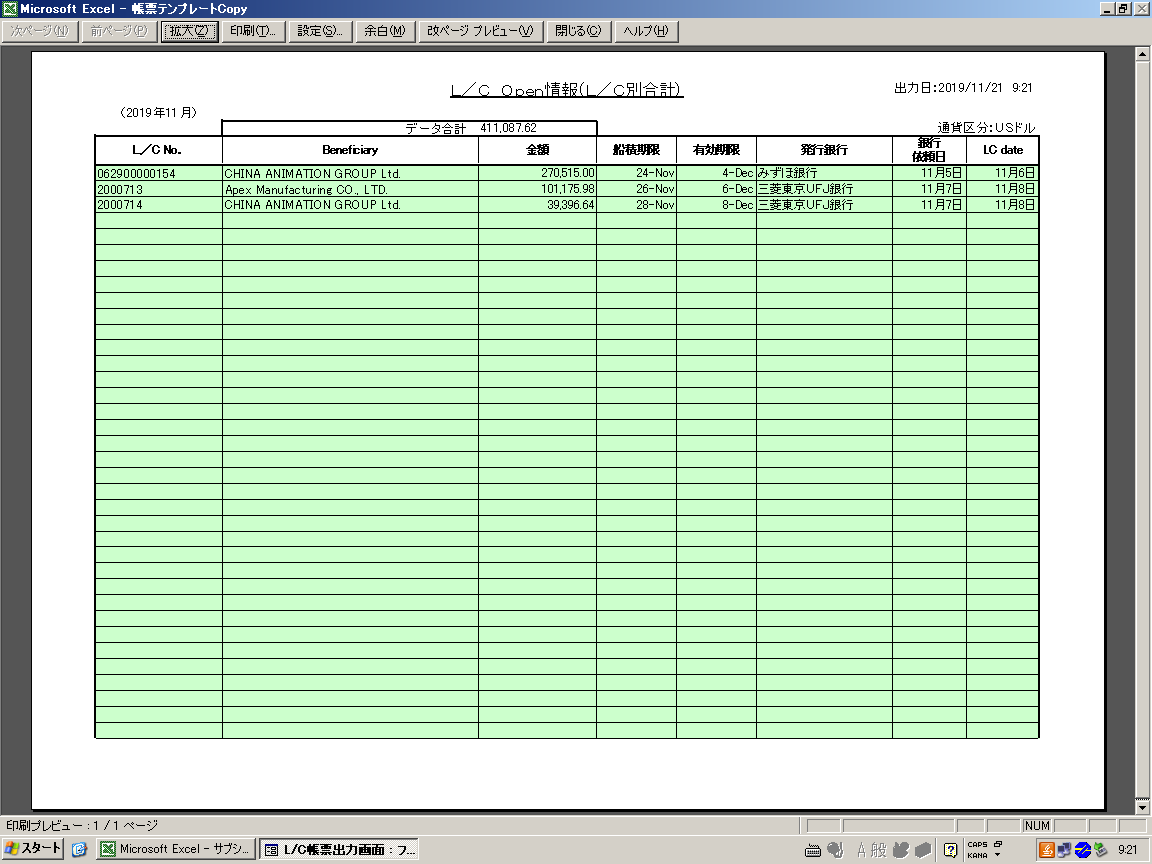 Microsoft Excel - 帳票テンプレートCopy
次ページ(N) 前ページ(P) 拡大(Z) 印刷(T)... 設定(S)... 余白(M) 改ページ プレビュー(V) 閉じる(C) ヘルプ(H)
L/C Open情報(L/C別合計)
出力日:2019/11/21 9:21
(2019年11月)
データ合計 411,087.62
通貨区分:USドル
L/C No. Beneficiary 金額 船積期限 有効期限 発行銀行 銀行依頼日 LC date
062900000154 CHINA ANIMATION GROUP Ltd. 270,515.00 24-Nov 4-Dec みずほ銀行 11月5日 11月6日
2000713 Apex Manufacturing CO., LTD. 101,175.98 26-Nov 6-Dec 三菱東京UFJ銀行 11月7日 11月8日
2000714 CHINA ANIMATION GROUP Ltd. 39,396.64 28-Nov 8-Dec 三菱東京UFJ銀行 11月7日 11月8日
印刷プレビュー : 1 / 1 ページ
NUM
スタート Microsoft Excel - サブシ... L/C帳票出力画面 : フ...
A 般 CAPS KANA 9:21